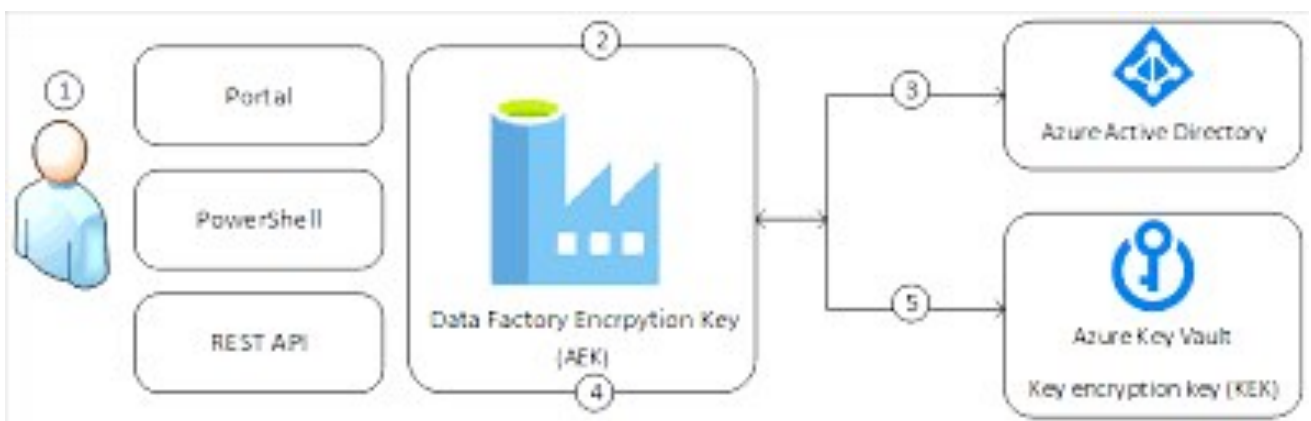 1
Portal
PowerShell
REST API
2
Data Factory Encrpytion Key
(AEK)
4
3
Azure Active Directory
5
Azure Key Vault
Key encryption key (KEK)